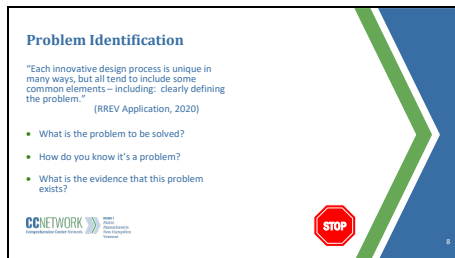 Problem Identification
“Each innovative design process is unique in
many ways, but all tend to include some
common elements – including:  clearly defining
the problem.”
(RREV Application, 2020)
• What is the problem to be solved?
• How do you know it’s a problem?
• What is the evidence that this problem
exists?
CCNETWORK
Comprehensive Center Network
REGION 1
Maine
Massachusetts
New Hampshire
Vermont
STOP
8